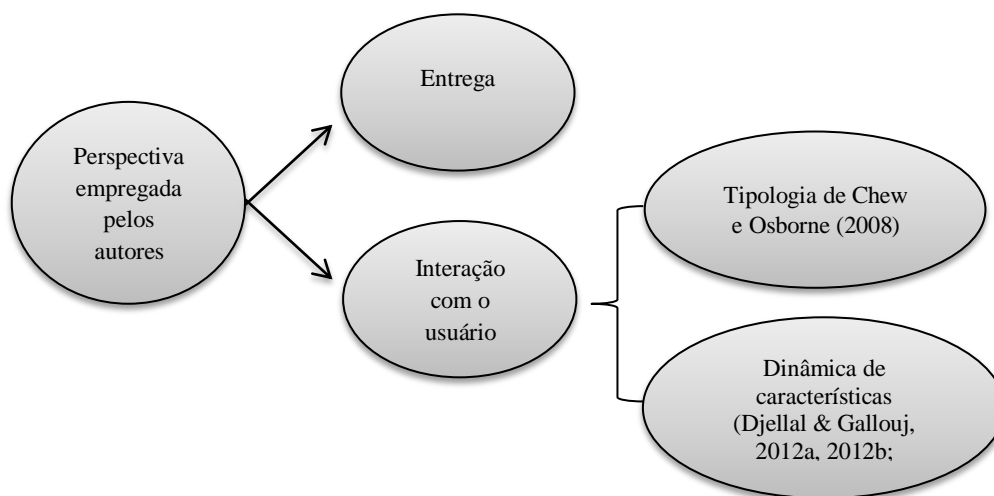 Perspectiva
empregada
pelos
autores
Entrega
Interação
com o
usuário
Tipologia de Chew
e Osborne (2008)
Dinâmica de
características
(Djellal & Gallouj,
2012a, 2012b;